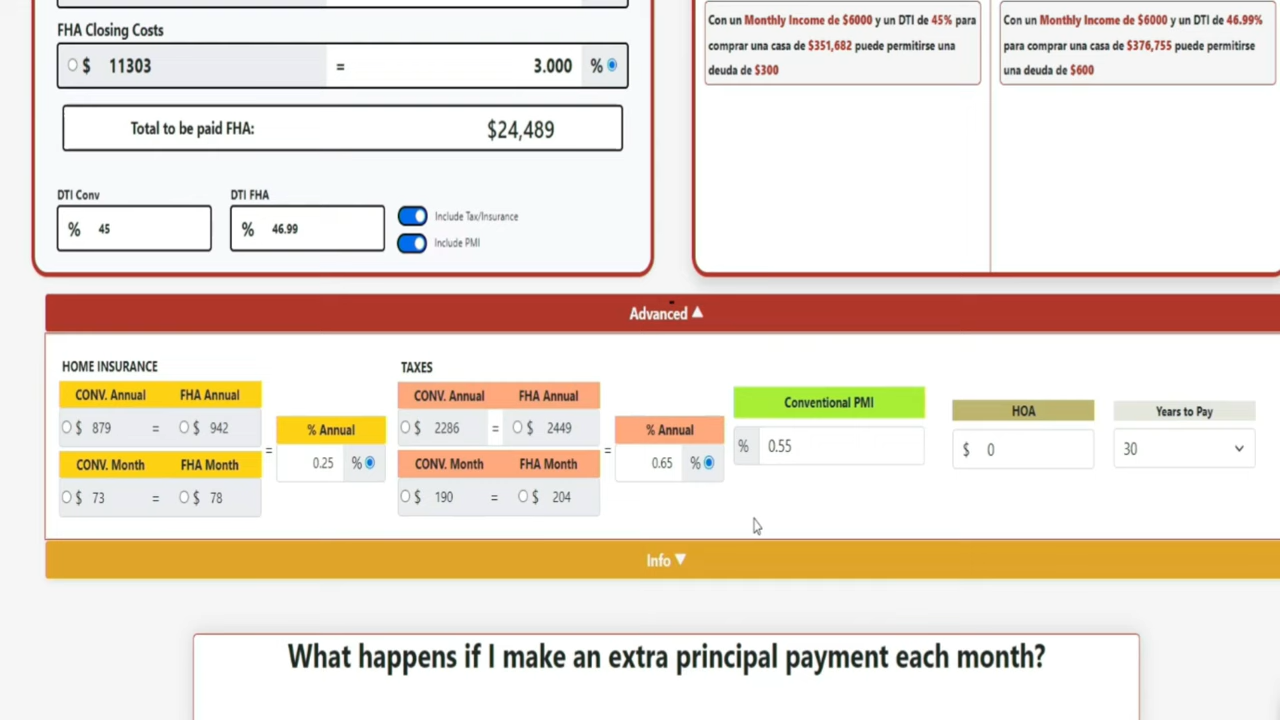 FHA Closing Costs
$ 11303 = 3.000 %
Total to be paid FHA: $24,489
DTI Conv
% 45
DTI FHA
% 46.99
Include Tax/Insurance
Include PMI
Con un Monthly Income de $6000 y un DTI de 45% para
comprar una casa de $351,682 puede permitirse una
deuda de $300
Con un Monthly Income de $6000 y un DTI de 46.99%
para comprar una casa de $376,755 puede permitirse
una deuda de $600
Advanced ▲
HOME INSURANCE
CONV. Annual FHA Annual
$ 879 = $ 942
CONV. Month FHA Month
$ 73 = $ 78
=
% Annual
0.25 %
TAXES
CONV. Annual FHA Annual
$ 2286 = $ 2449
CONV. Month FHA Month
$ 190 = $ 204
=
% Annual
0.65 %
Conventional PMI
% 0.55
HOA
$ 0
Years to Pay
30
Info ▼
What happens if I make an extra principal payment each month?